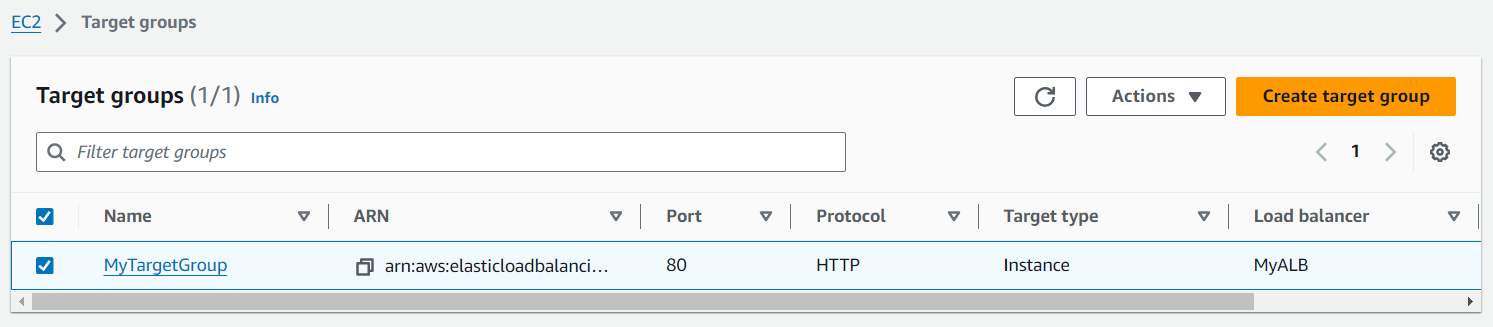 EC2 Target groups
Target groups (1/1) Info Actions Create target group
Filter target groups 1
Name ARN Port Protocol Target type Load balancer
MyTargetGroup arn:aws:elasticloadbalanci... 80 HTTP Instance MyALB